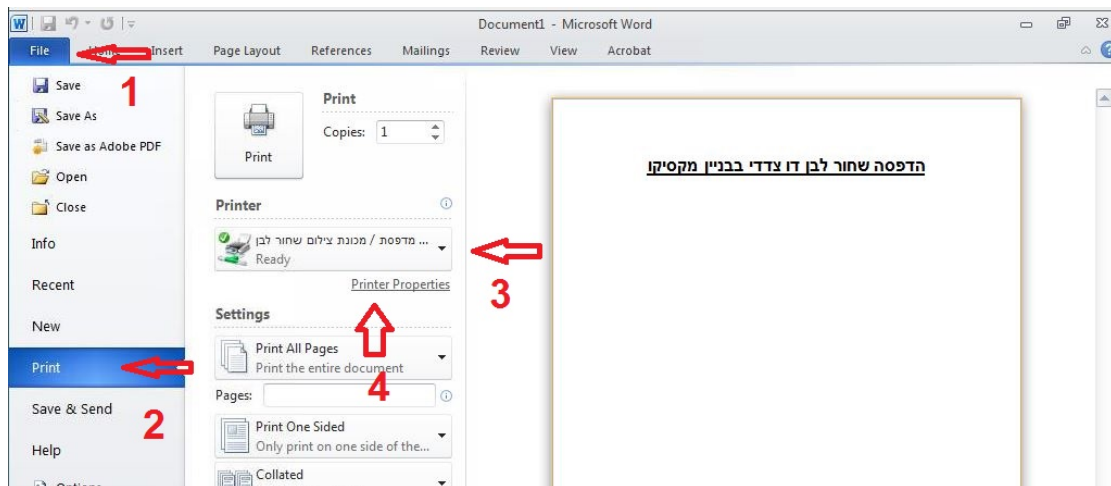 Document1 - Microsoft Word
File Insert Page Layout References Mailings Review View Acrobat
1
Save
Save As
Save as Adobe PDF
Open
Close
Info
Recent
New
Print
2
Save & Send
Help
Print
Print
Copies: 1
Printer
מדפסת / מכונת צילום שחור לבן ...
Ready
3
Printer Properties
4
Settings
Print All Pages
Print the entire document
Pages:
Print One Sided
Only print on one side of the...
Collated
הדפסה שחור לבן דו צדדי בבניין מקסיקו